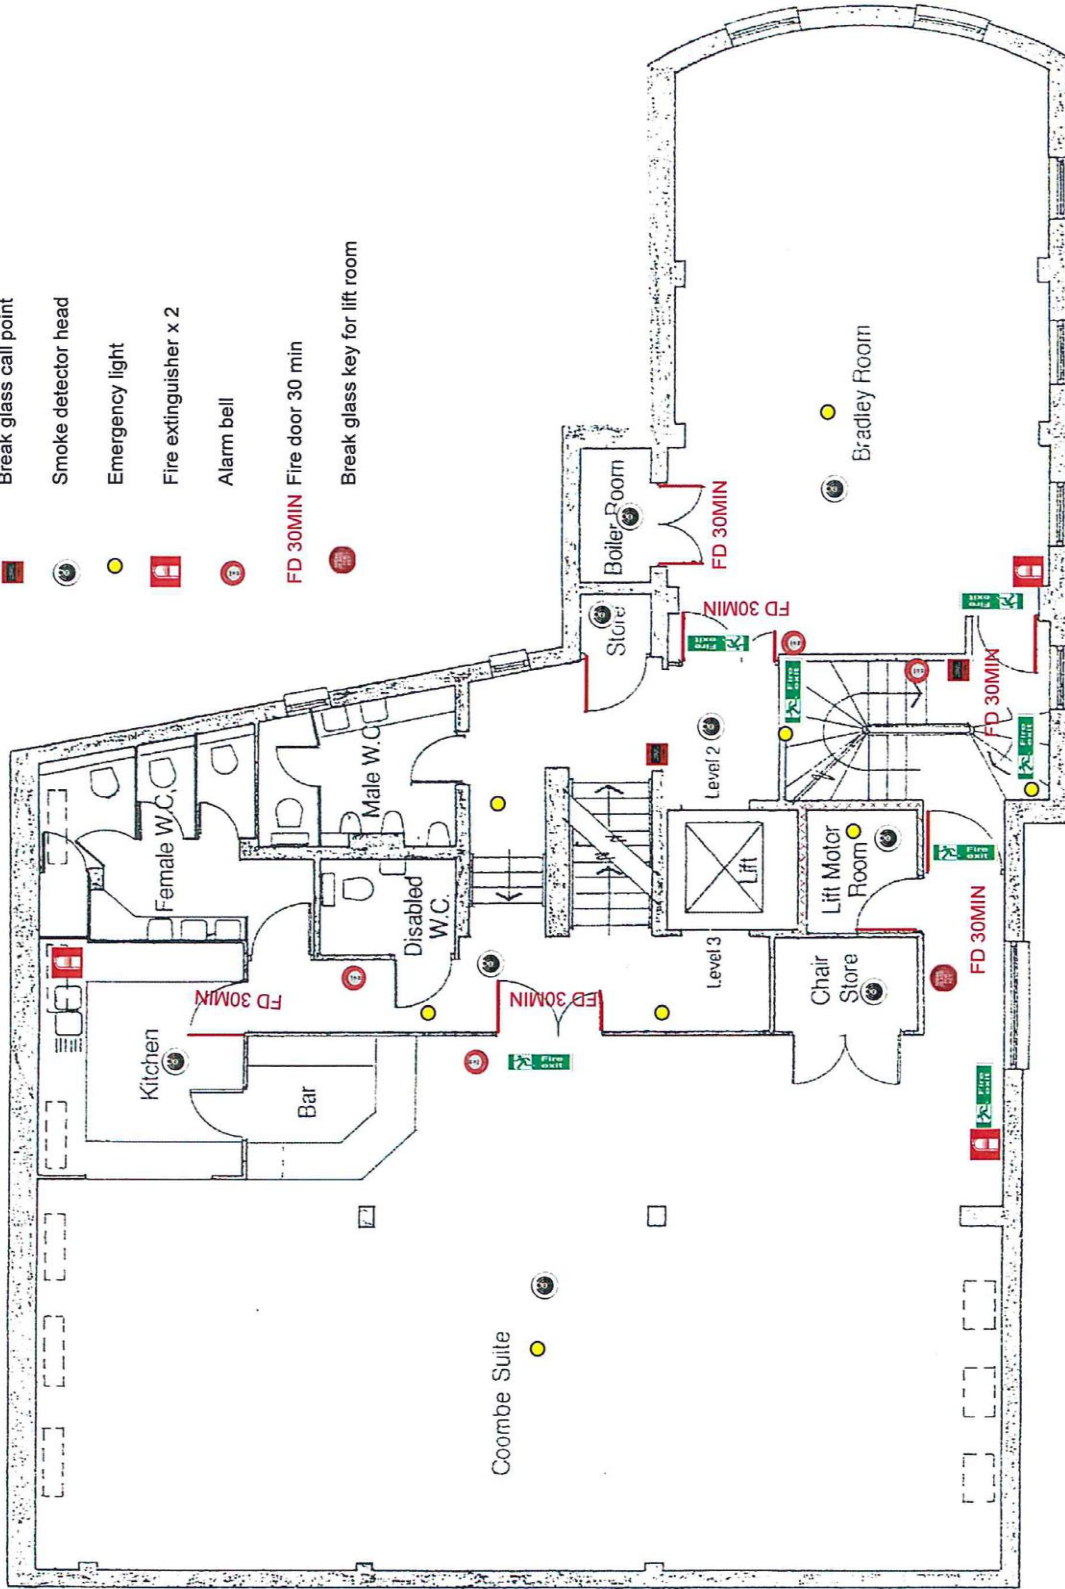 Break glass call point
Smoke detector head
Emergency light
Fire extinguisher x 2
Alarm bell
FD 30MIN Fire door 30 min
Break glass key for lift room
Female W.C.
Male W.C
Disabled
W.C.
Kitchen
FD 30MIN
FD
Bar
FD 30MIN
FD
Fire
exit
Store
Boiler Room
FD 30MIN
FD 30MIN
Fire
exit
Level 2
Level 3
Lift
Lift Motor
Room
Chair
Store
Fire
exit
Fire
exit
FD 30MIN
Fire
exit
Fire
exit
FD 30MIN
Fire
exit
Bradley Room
Coombe Suite